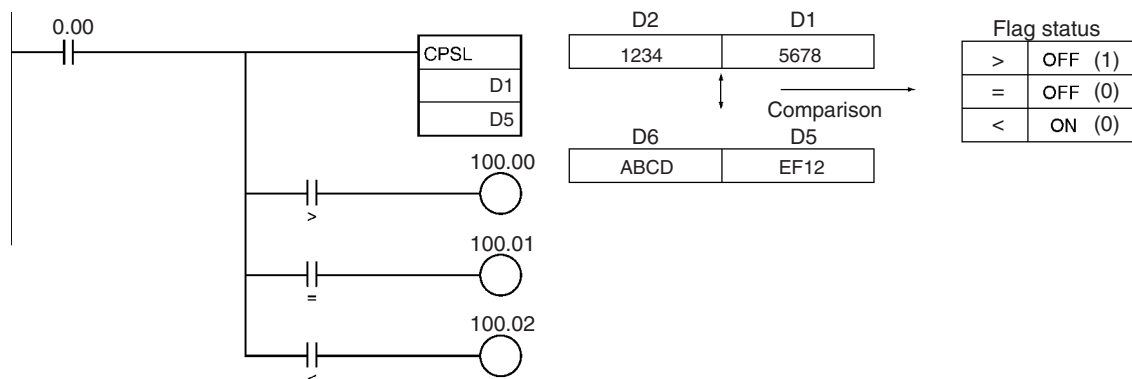 0.00
CPSL
D1
D5
100.00
>
100.01
=
100.02
<
D2 D1
1234 5678
Comparison
D6 D5
ABCD EF12
Flag status
> OFF (1)
= OFF (0)
< ON (0)